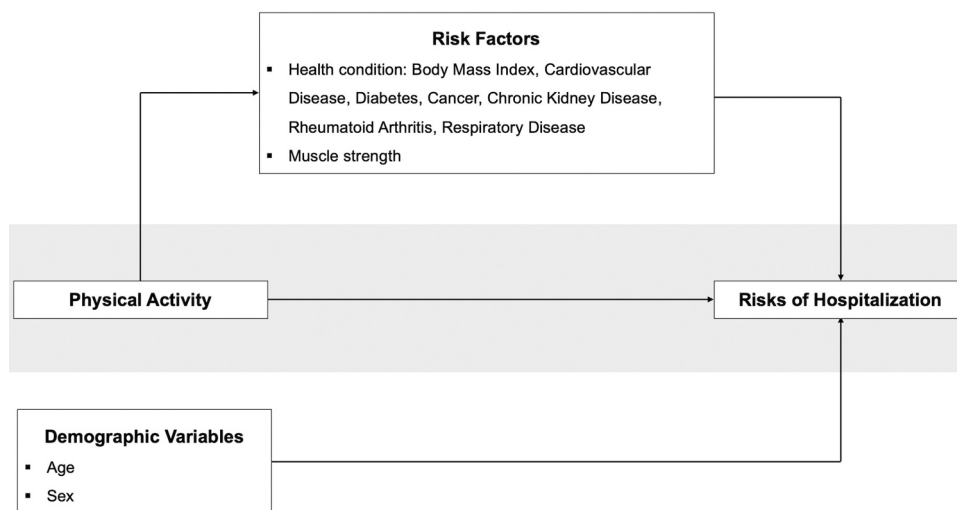 Risk Factors
▪ Health condition: Body Mass Index, Cardiovascular
Disease, Diabetes, Cancer, Chronic Kidney Disease,
Rheumatoid Arthritis, Respiratory Disease
▪ Muscle strength
Physical Activity
Risks of Hospitalization
Demographic Variables
▪ Age
▪ Sex